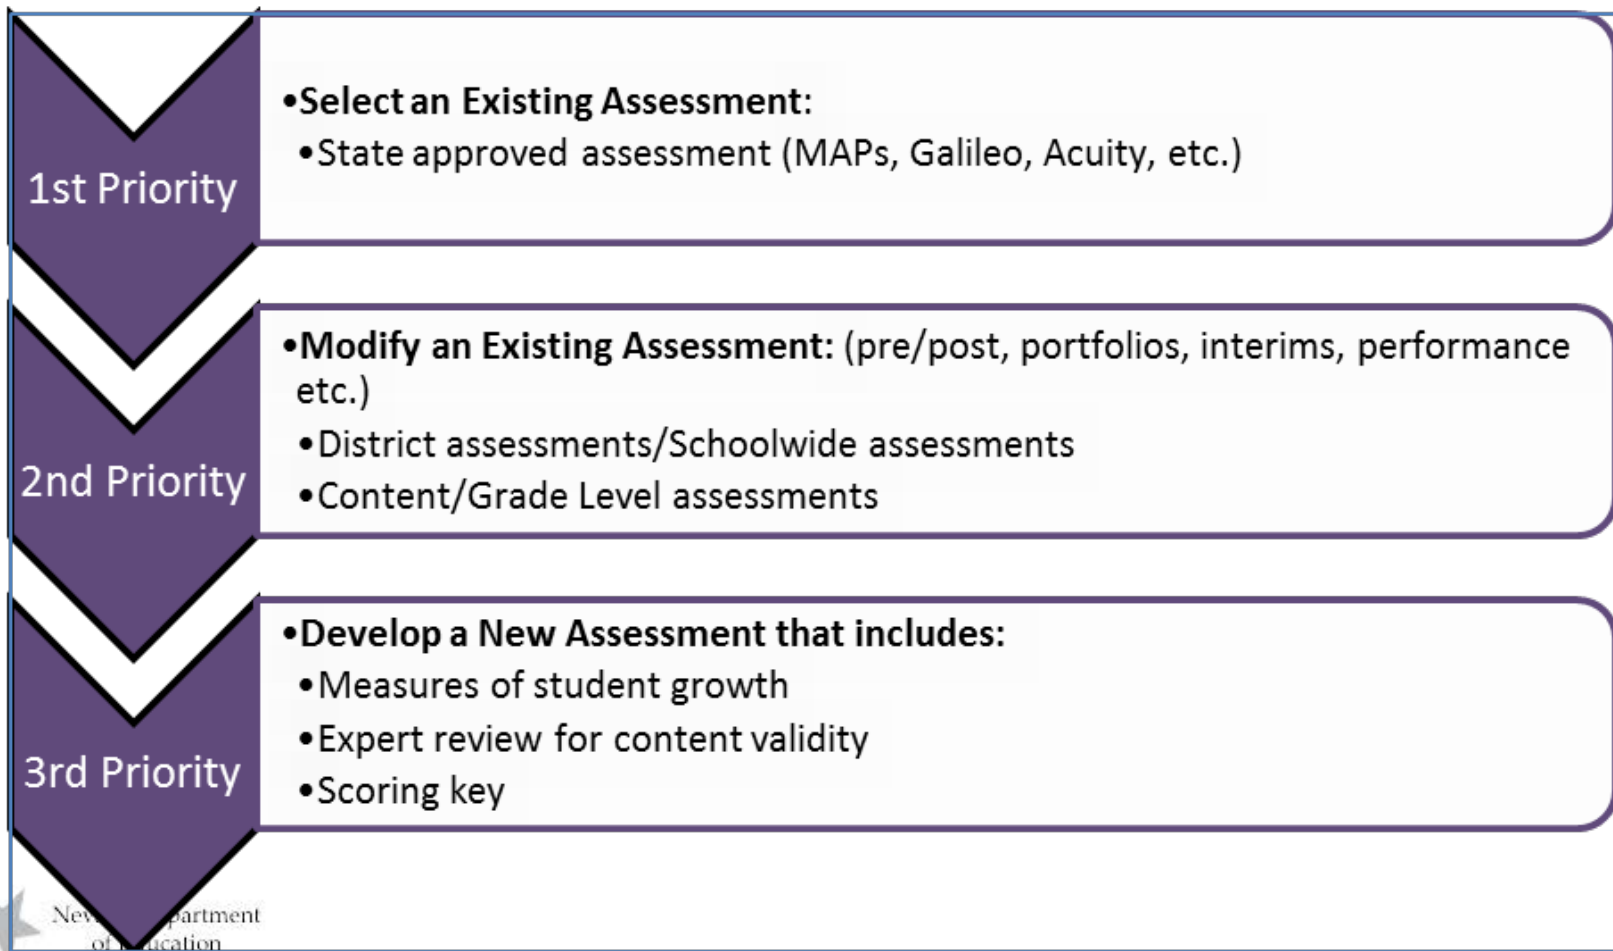 1st Priority
•Select an Existing Assessment:
•State approved assessment (MAPs, Galileo, Acuity, etc.)
2nd Priority
•Modify an Existing Assessment: (pre/post, portfolios, interims, performance
etc.)
•District assessments/Schoolwide assessments
•Content/Grade Level assessments
3rd Priority
•Develop a New Assessment that includes:
•Measures of student growth
•Expert review for content validity
•Scoring key
of